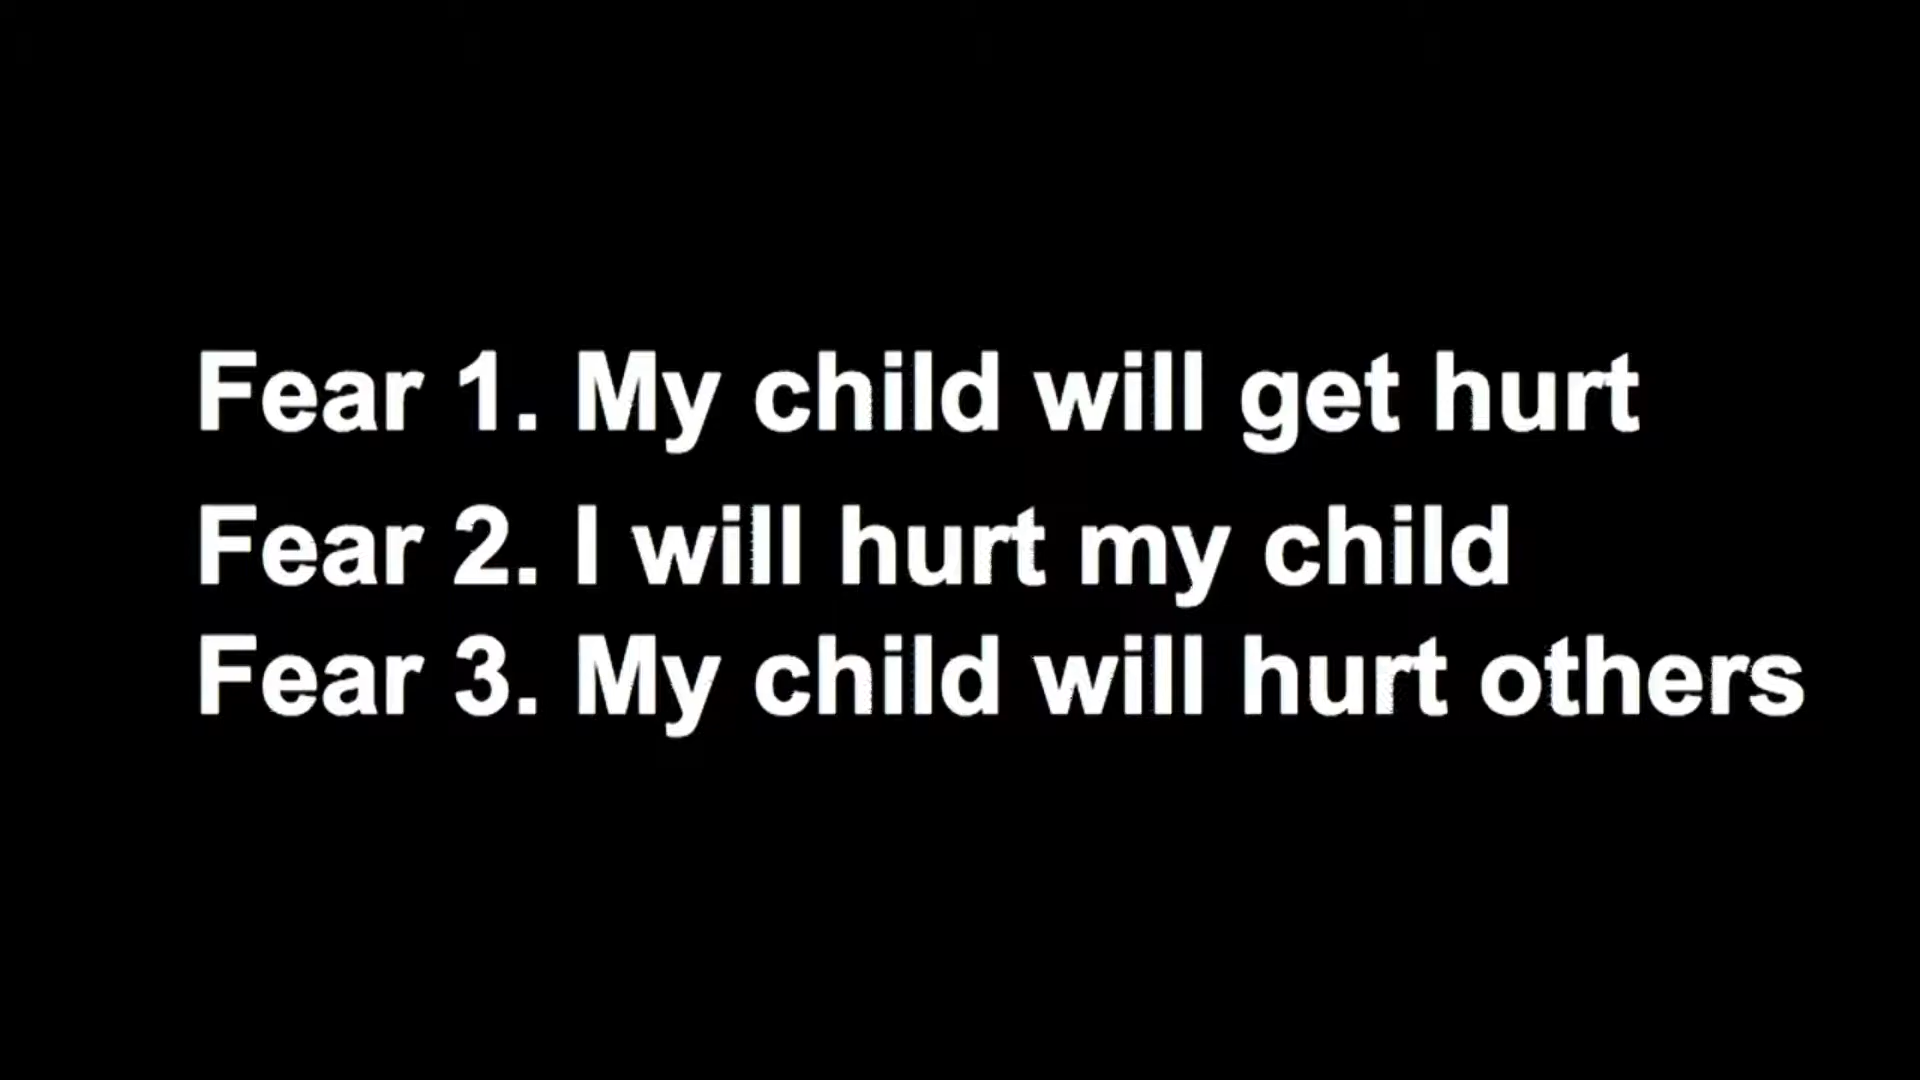 Fear 1. My child will get hurt
Fear 2. I will hurt my child
Fear 3. My child will hurt others